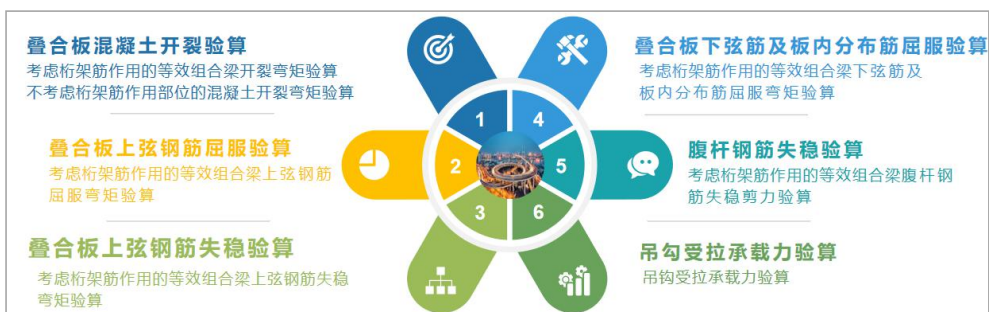 叠合板混凝土开裂验算
考虑桁架筋作用的等效组合梁开裂弯矩验算
不考虑桁架筋作用部位的混凝土开裂弯矩验算
叠合板上弦钢筋屈服验算
考虑桁架筋作用的等效组合梁上弦钢筋
屈服弯矩验算
叠合板上弦钢筋失稳验算
考虑桁架筋作用的等效组合梁上弦钢筋失稳
弯矩验算
1
2
3
4
5
6
叠合板下弦筋及板内分布筋屈服验算
考虑桁架筋作用的等效组合梁下弦筋及
板内分布筋屈服弯矩验算
腹杆钢筋失稳验算
考虑桁架筋作用的等效组合梁腹杆钢
筋失稳剪力验算
吊勾受拉承载力验算
吊钩受拉承载力验算